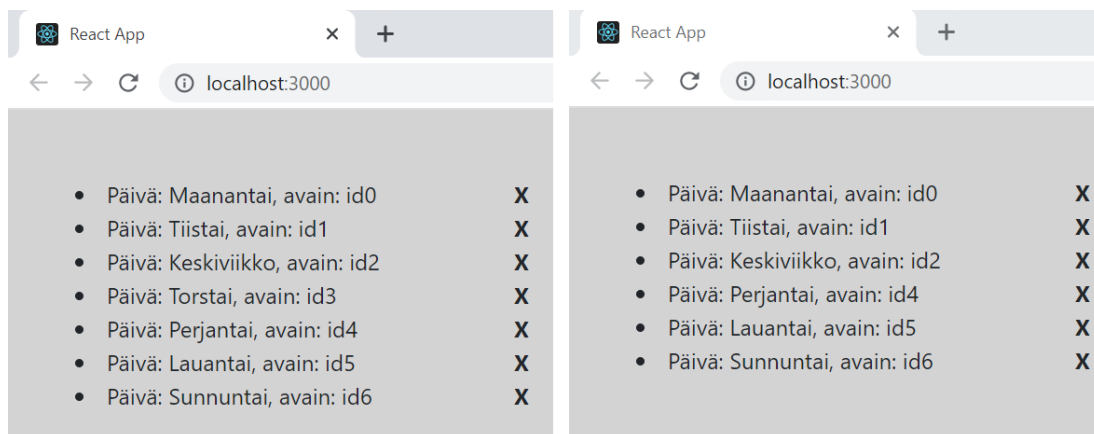 React App
localhost:3000
Päivä: Maanantai, avain: id0 X
Päivä: Tiistai, avain: id1 X
Päivä: Keskiviikko, avain: id2 X
Päivä: Torstai, avain: id3 X
Päivä: Perjantai, avain: id4 X
Päivä: Lauantai, avain: id5 X
Päivä: Sunnuntai, avain: id6 X
React App
localhost:3000
Päivä: Maanantai, avain: id0 X
Päivä: Tiistai, avain: id1 X
Päivä: Keskiviikko, avain: id2 X
Päivä: Perjantai, avain: id4 X
Päivä: Lauantai, avain: id5 X
Päivä: Sunnuntai, avain: id6 X